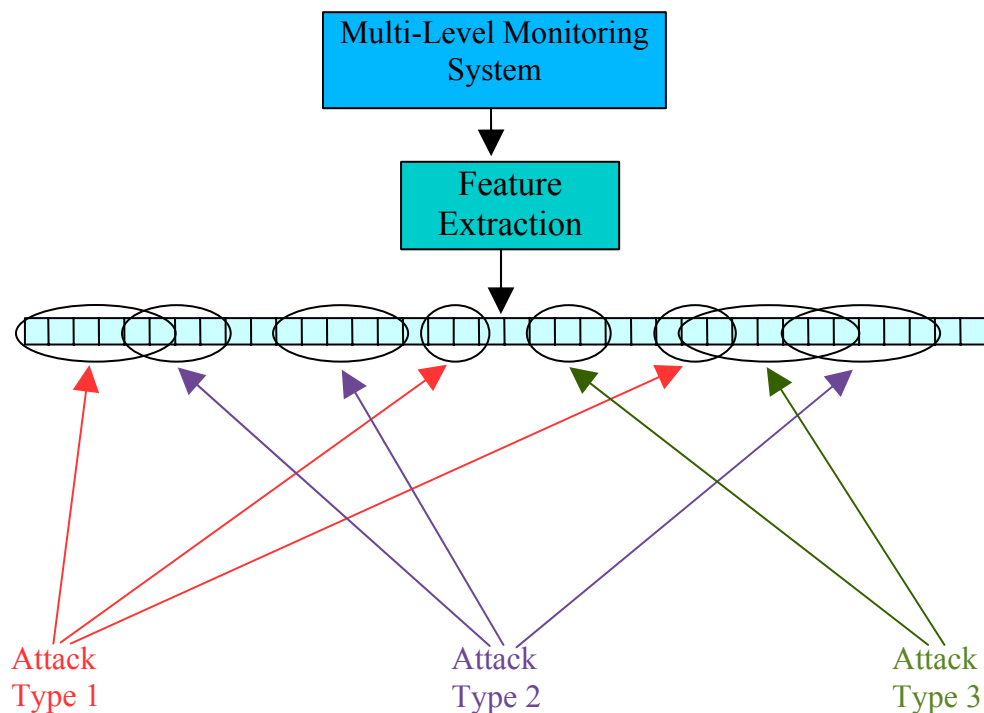 Multi-Level Monitoring
System
Feature
Extraction
Attack
Type 1
Attack
Type 2
Attack
Type 3